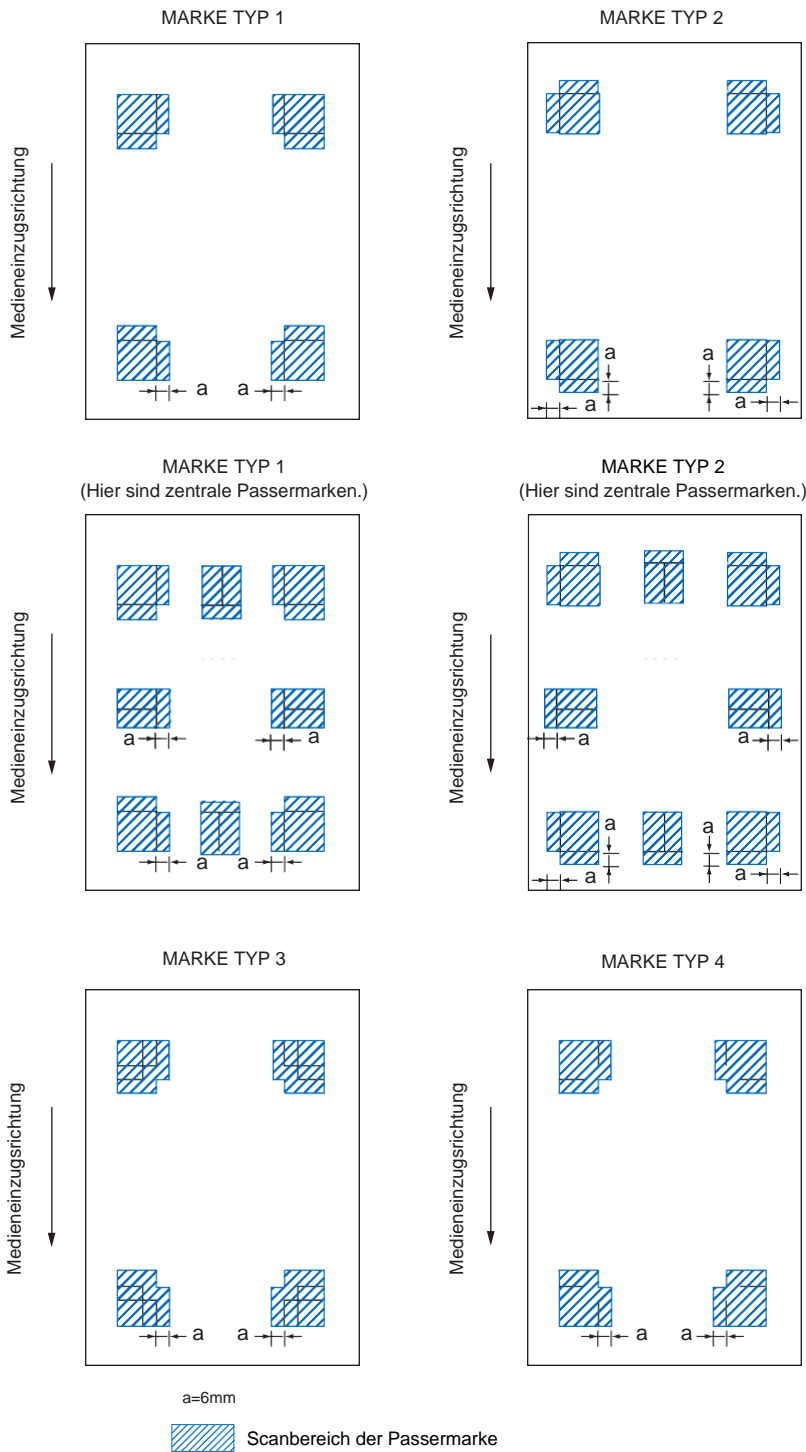 MARKE TYP 1
MARKE TYP 2
Medieneinzugsrichtung
Medieneinzugsrichtung
a
a
a
a
a
a
MARKE TYP 1
(Hier sind zentrale Passermarken.)
MARKE TYP 2
(Hier sind zentrale Passermarken.)
Medieneinzugsrichtung
Medieneinzugsrichtung
a
a
a
a
a
a
a
a
a
a
MARKE TYP 3
MARKE TYP 4
Medieneinzugsrichtung
Medieneinzugsrichtung
a
a
a
a
a=6mm
Scanbereich der Passermarke